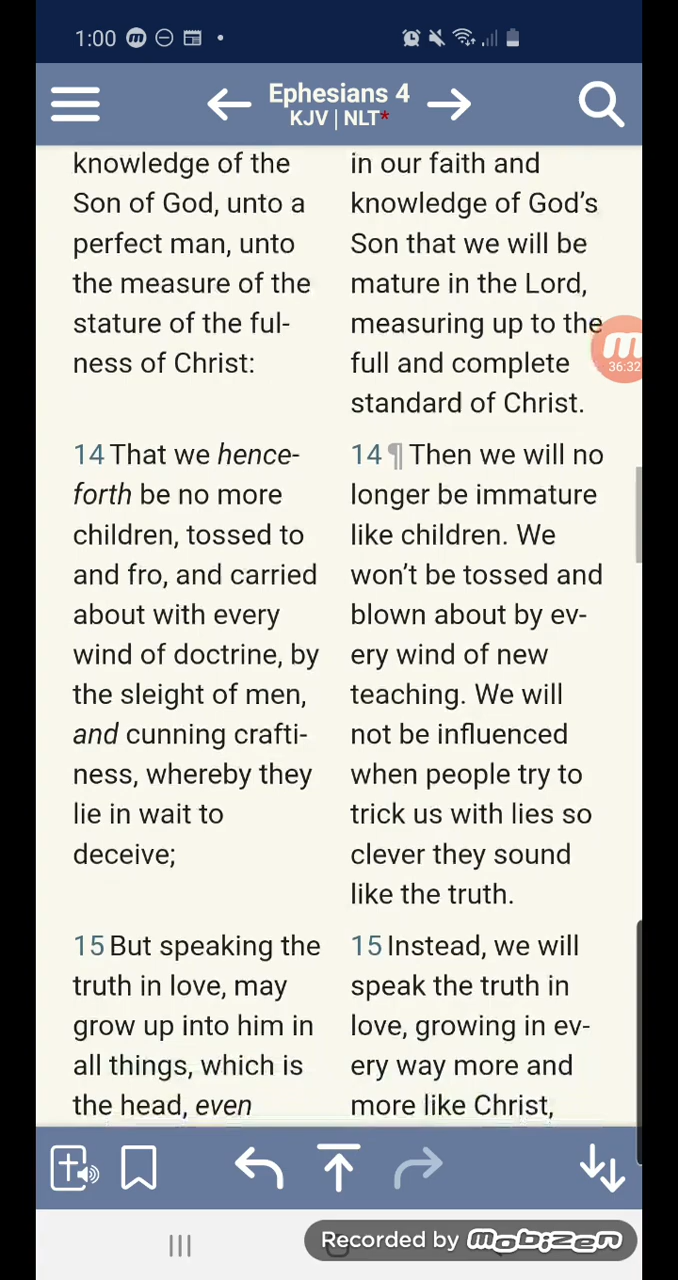 1:00
Ephesians 4
KJV | NLT*
knowledge of the
Son of God, unto a
perfect man, unto
the measure of the
stature of the ful-
ness of Christ:
in our faith and
knowledge of God’s
Son that we will be
mature in the Lord,
measuring up to the
full and complete
standard of Christ.
36:32
14 That we hence-
forth be no more
children, tossed to
and fro, and carried
about with every
wind of doctrine, by
the sleight of men,
and cunning crafti-
ness, whereby they
lie in wait to
deceive;
14 ¶ Then we will no
longer be immature
like children. We
won’t be tossed and
blown about by ev-
ery wind of new
teaching. We will
not be influenced
when people try to
trick us with lies so
clever they sound
like the truth.
15 But speaking the
truth in love, may
grow up into him in
all things, which is
the head, even
15 Instead, we will
speak the truth in
love, growing in ev-
ery way more and
more like Christ,
Recorded by mobizen